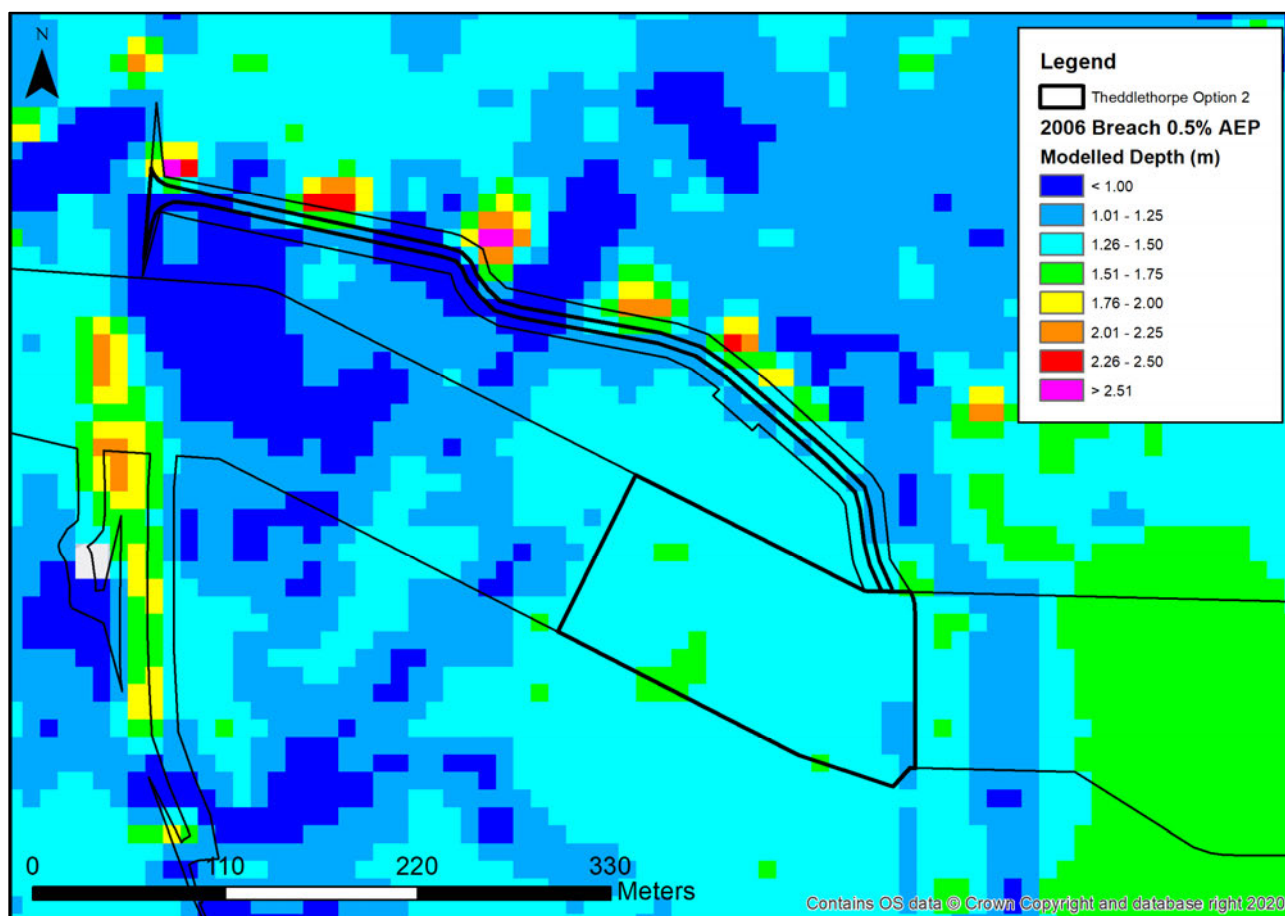 N
Legend
Theddlethorpe Option 2
2006 Breach 0.5% AEP
Modelled Depth (m)
< 1.00
1.01 - 1.25
1.26 - 1.50
1.51 - 1.75
1.76 - 2.00
2.01 - 2.25
2.26 - 2.50
> 2.51
0 110 220 330
Meters
Contains OS data © Crown Copyright and database right 2020